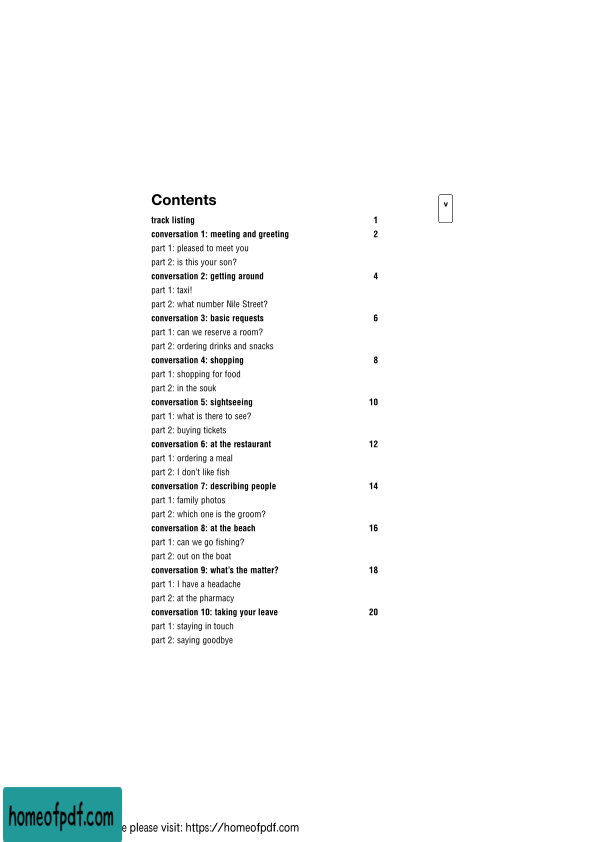 Contents
v
track listing 1
conversation 1: meeting and greeting 2
part 1: pleased to meet you
part 2: is this your son?
conversation 2: getting around 4
part 1: taxi!
part 2: what number Nile Street?
conversation 3: basic requests 6
part 1: can we reserve a room?
part 2: ordering drinks and snacks
conversation 4: shopping 8
part 1: shopping for food
part 2: in the souk
conversation 5: sightseeing 10
part 1: what is there to see?
part 2: buying tickets
conversation 6: at the restaurant 12
part 1: ordering a meal
part 2: I don't like fish
conversation 7: describing people 14
part 1: family photos
part 2: which one is the groom?
conversation 8: at the beach 16
part 1: can we go fishing?
part 2: out on the boat
conversation 9: what's the matter? 18
part 1: I have a headache
part 2: at the pharmacy
conversation 10: taking your leave 20
part 1: staying in touch
part 2: saying goodbye
homeofpdf.com
e please visit: https://homeofpdf.com